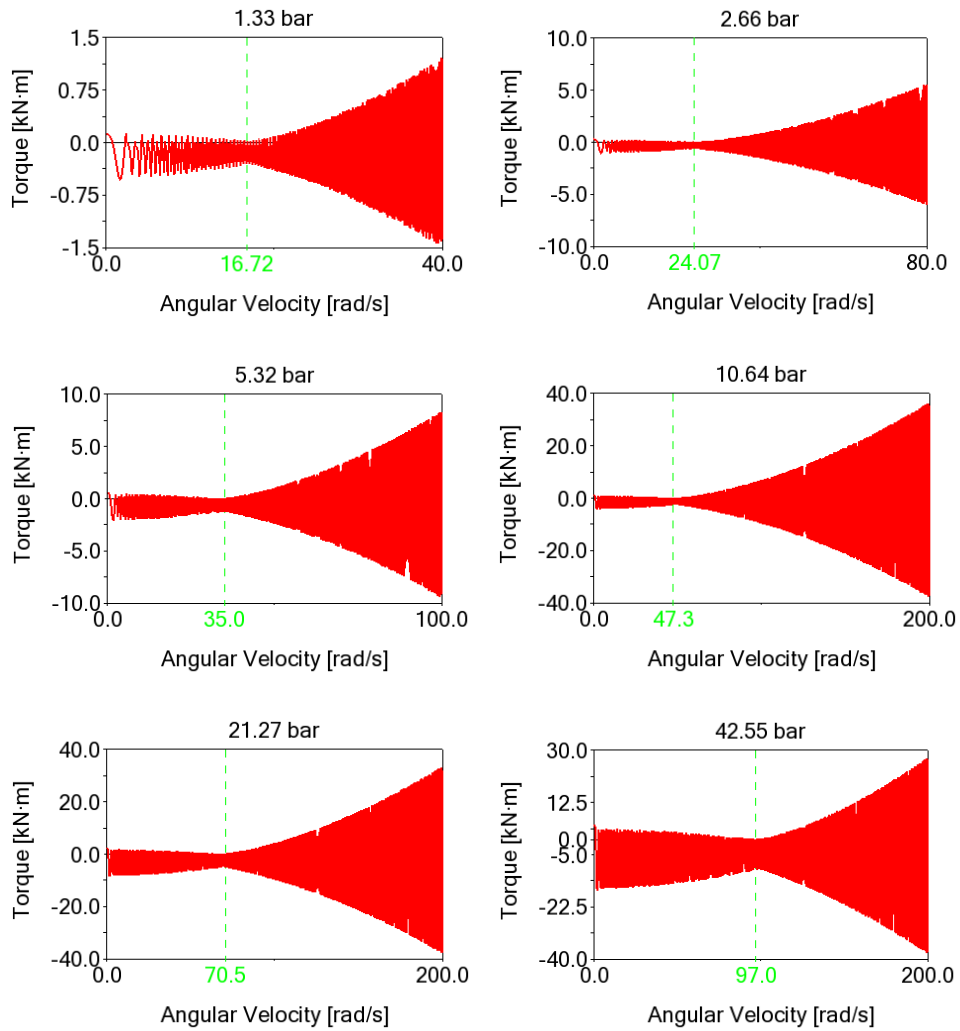 1.33 bar
1.5
0.75
0.0
-0.75
-1.5
Torque [kN·m]
0.0
16.72
40.0
Angular Velocity [rad/s]
2.66 bar
10.0
5.0
0.0
-5.0
-10.0
Torque [kN·m]
0.0
24.07
80.0
Angular Velocity [rad/s]
5.32 bar
10.0
5.0
0.0
-5.0
-10.0
Torque [kN·m]
0.0
35.0
100.0
Angular Velocity [rad/s]
10.64 bar
40.0
20.0
0.0
-20.0
-40.0
Torque [kN·m]
0.0
47.3
200.0
Angular Velocity [rad/s]
21.27 bar
40.0
20.0
0.0
-20.0
-40.0
Torque [kN·m]
0.0
70.5
200.0
Angular Velocity [rad/s]
42.55 bar
30.0
12.5
0.0
-5.0
-22.5
-40.0
Torque [kN·m]
0.0
97.0
200.0
Angular Velocity [rad/s]